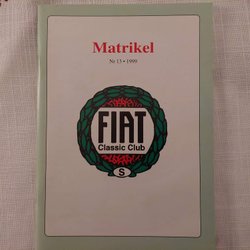 Matrikel
Nr 13 • 1999
FIAT
Classic Club
S